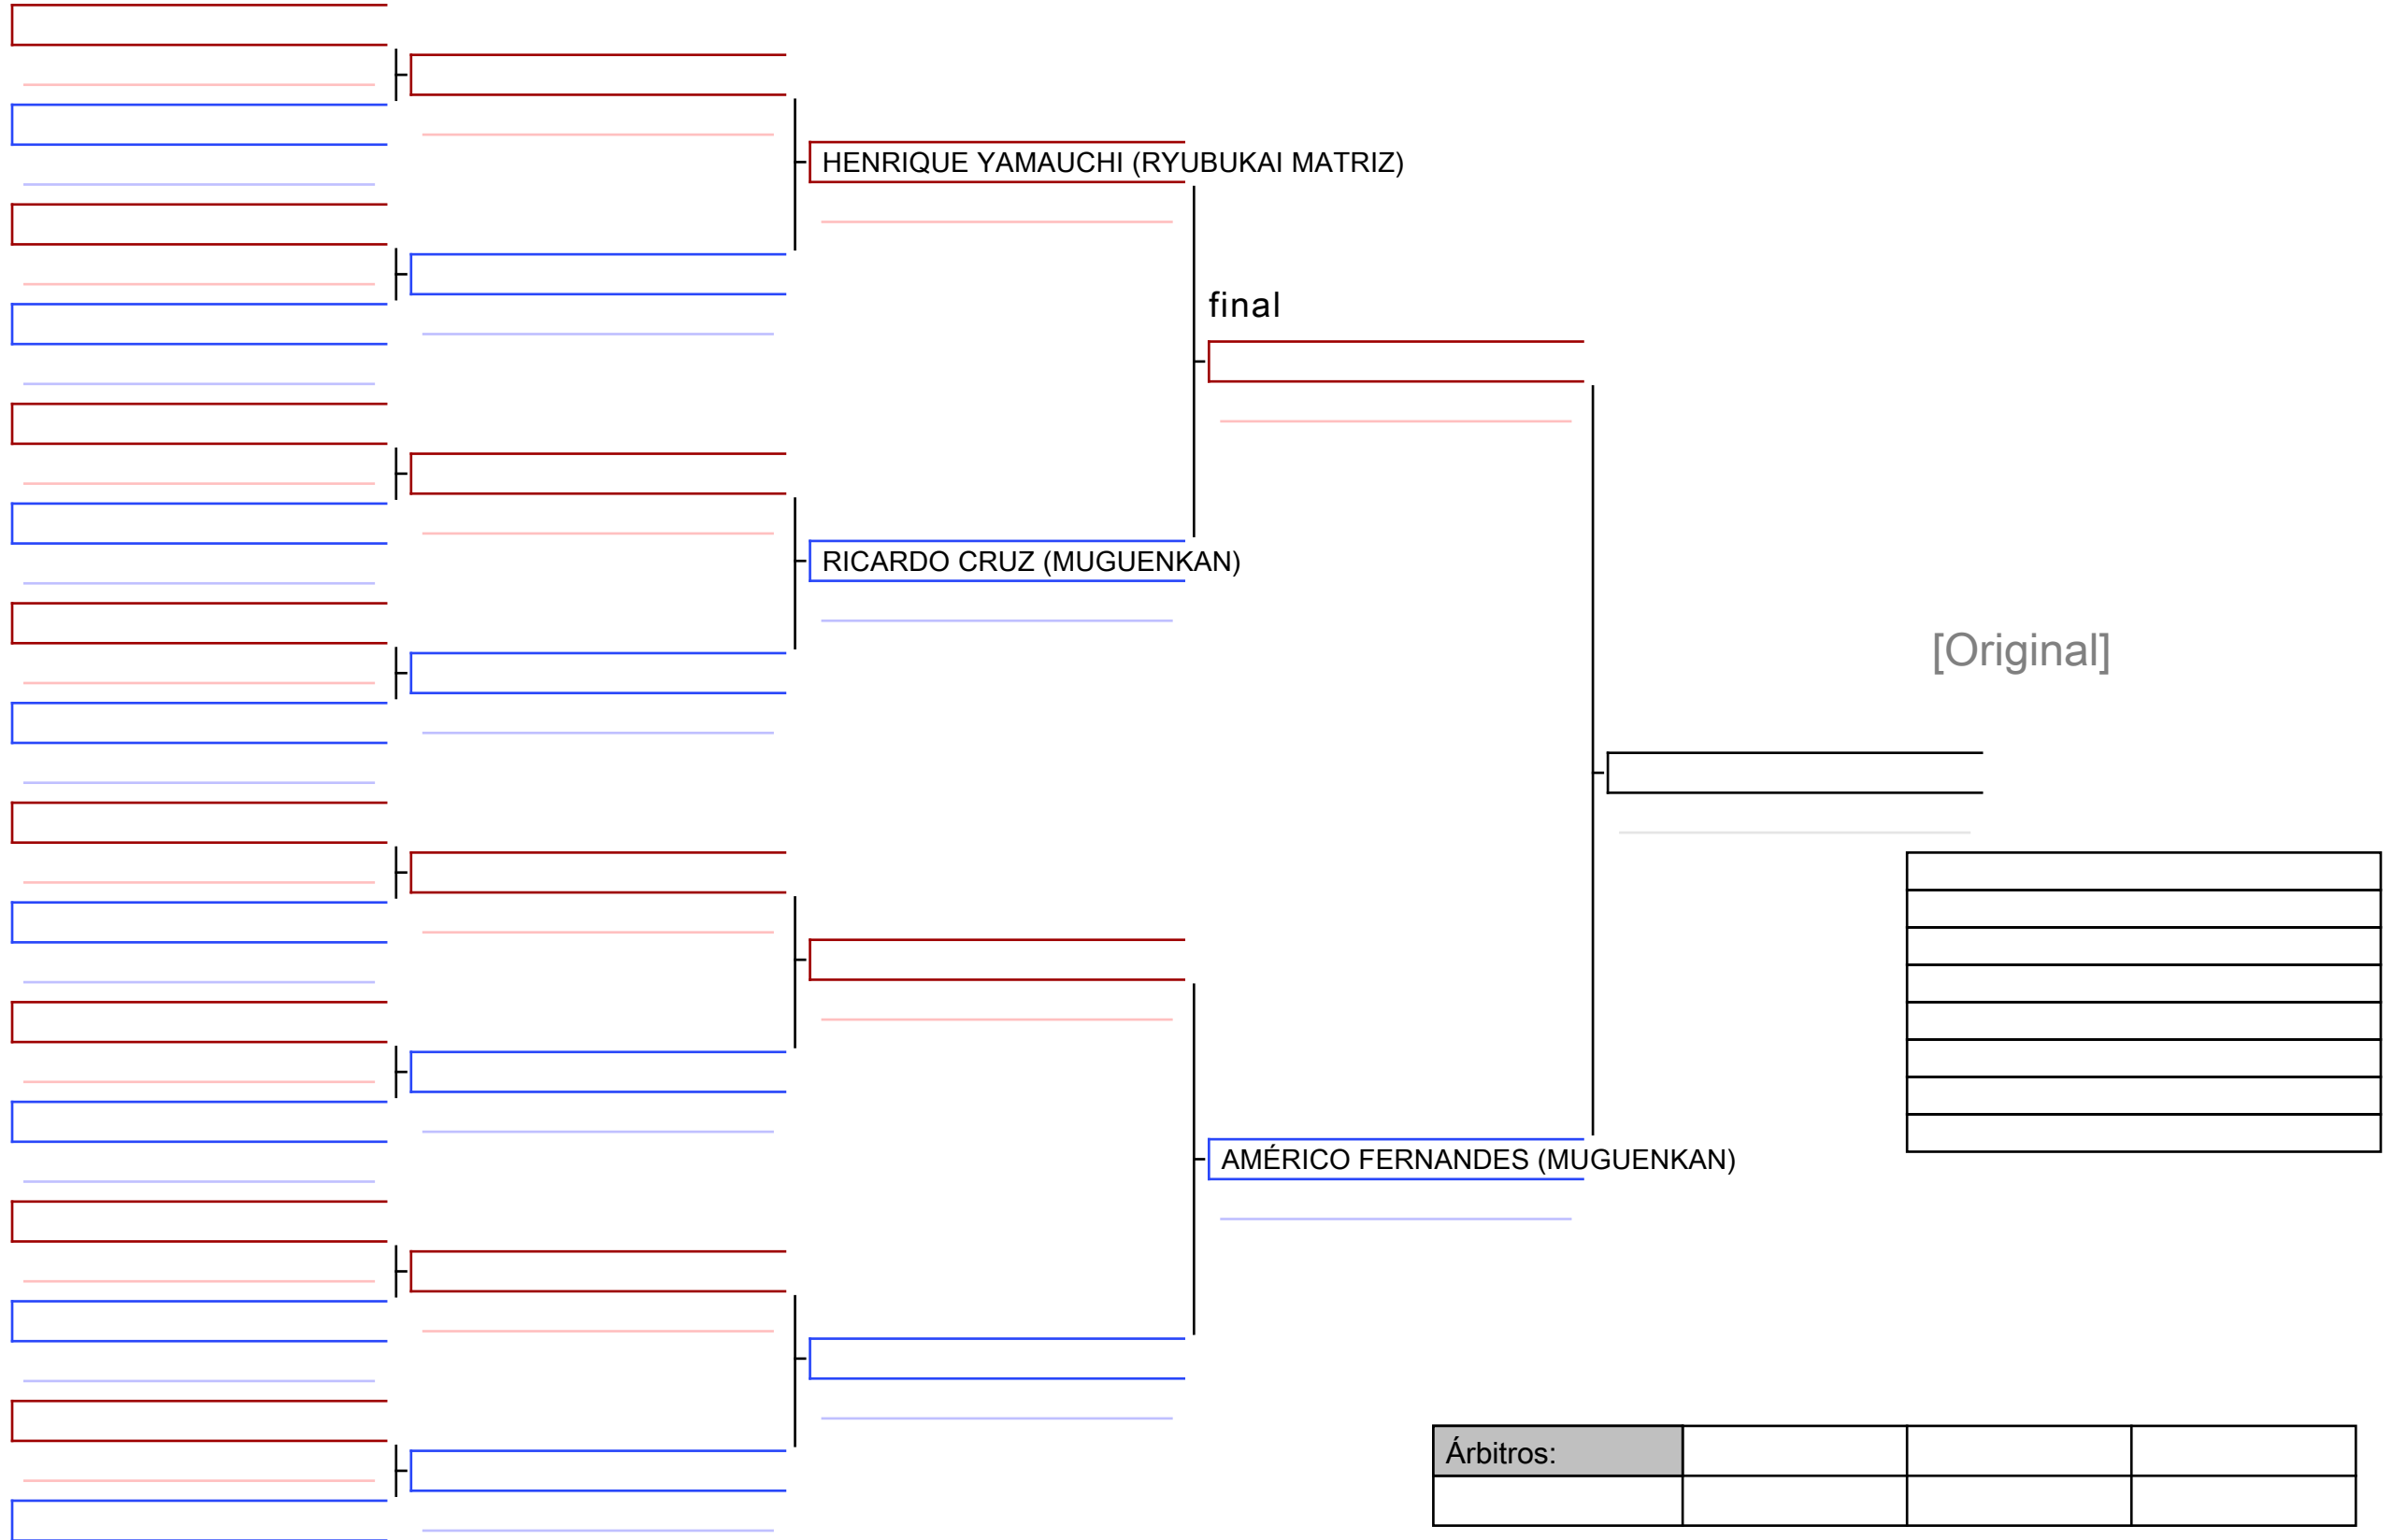 HENRIQUE YAMAUCHI (RYUBUKAI MATRIZ)
final
RICARDO CRUZ (MUGUENKAN)
[Original]
AMÉRICO FERNANDES (MUGUENKAN)
Árbitros: